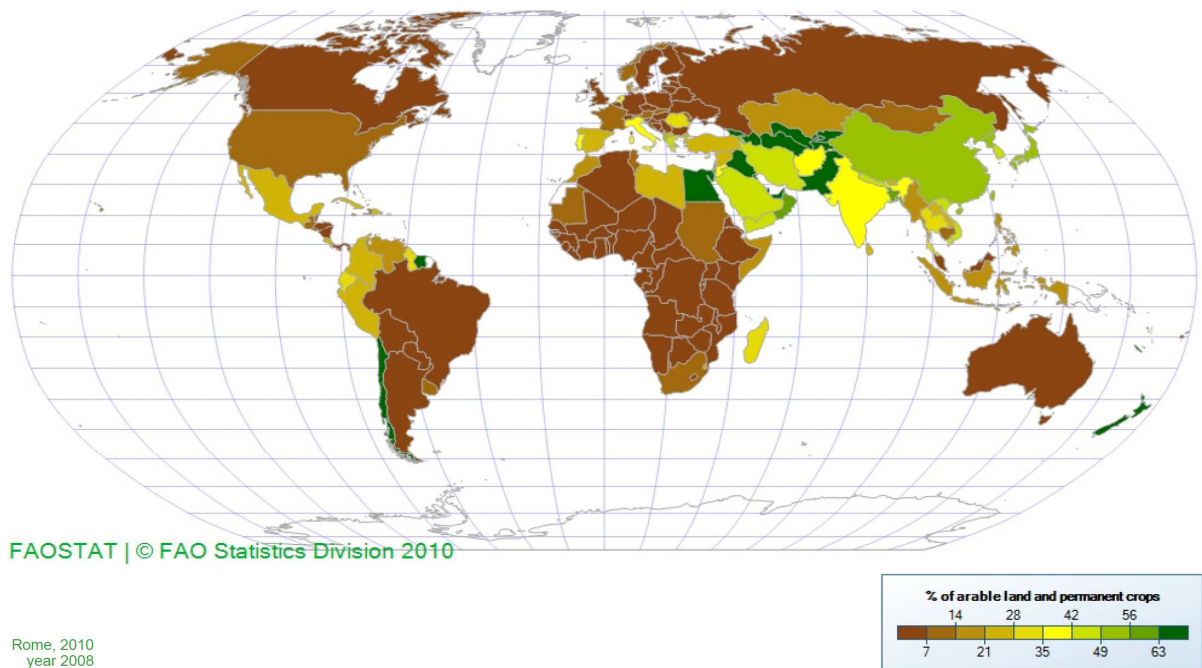 FAOSTAT | © FAO Statistics Division 2010
% of arable land and permanent crops
14 28 42 56
7 21 35 49 63
Rome, 2010
year 2008